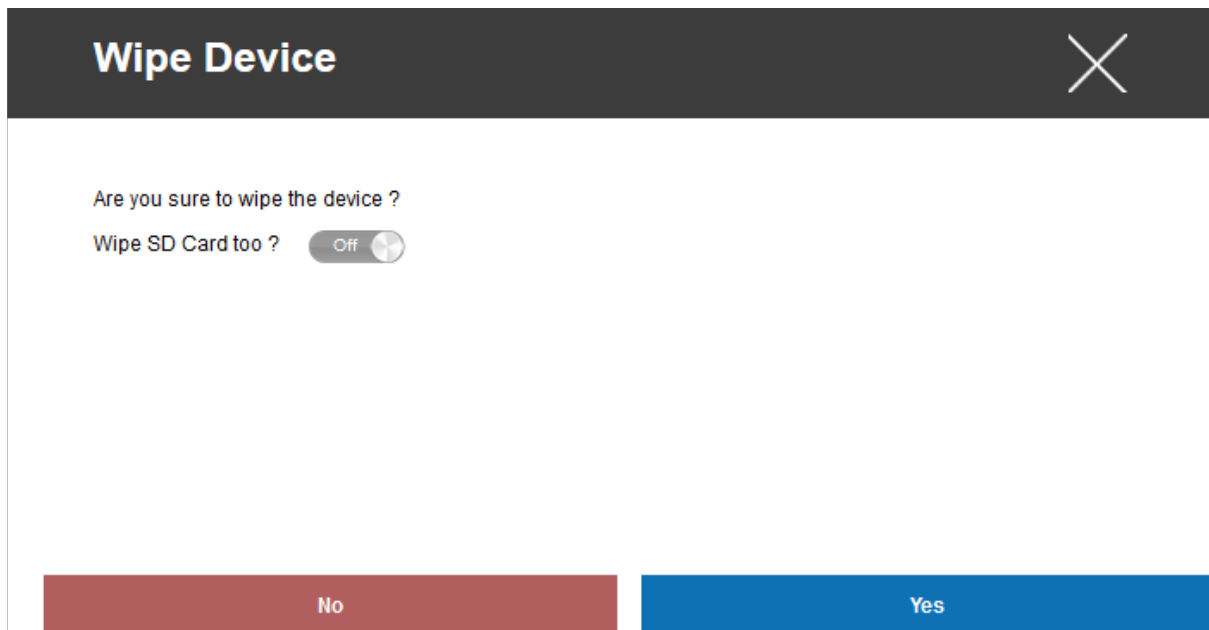 Wipe Device
Are you sure to wipe the device ?
Wipe SD Card too ? Off
No Yes